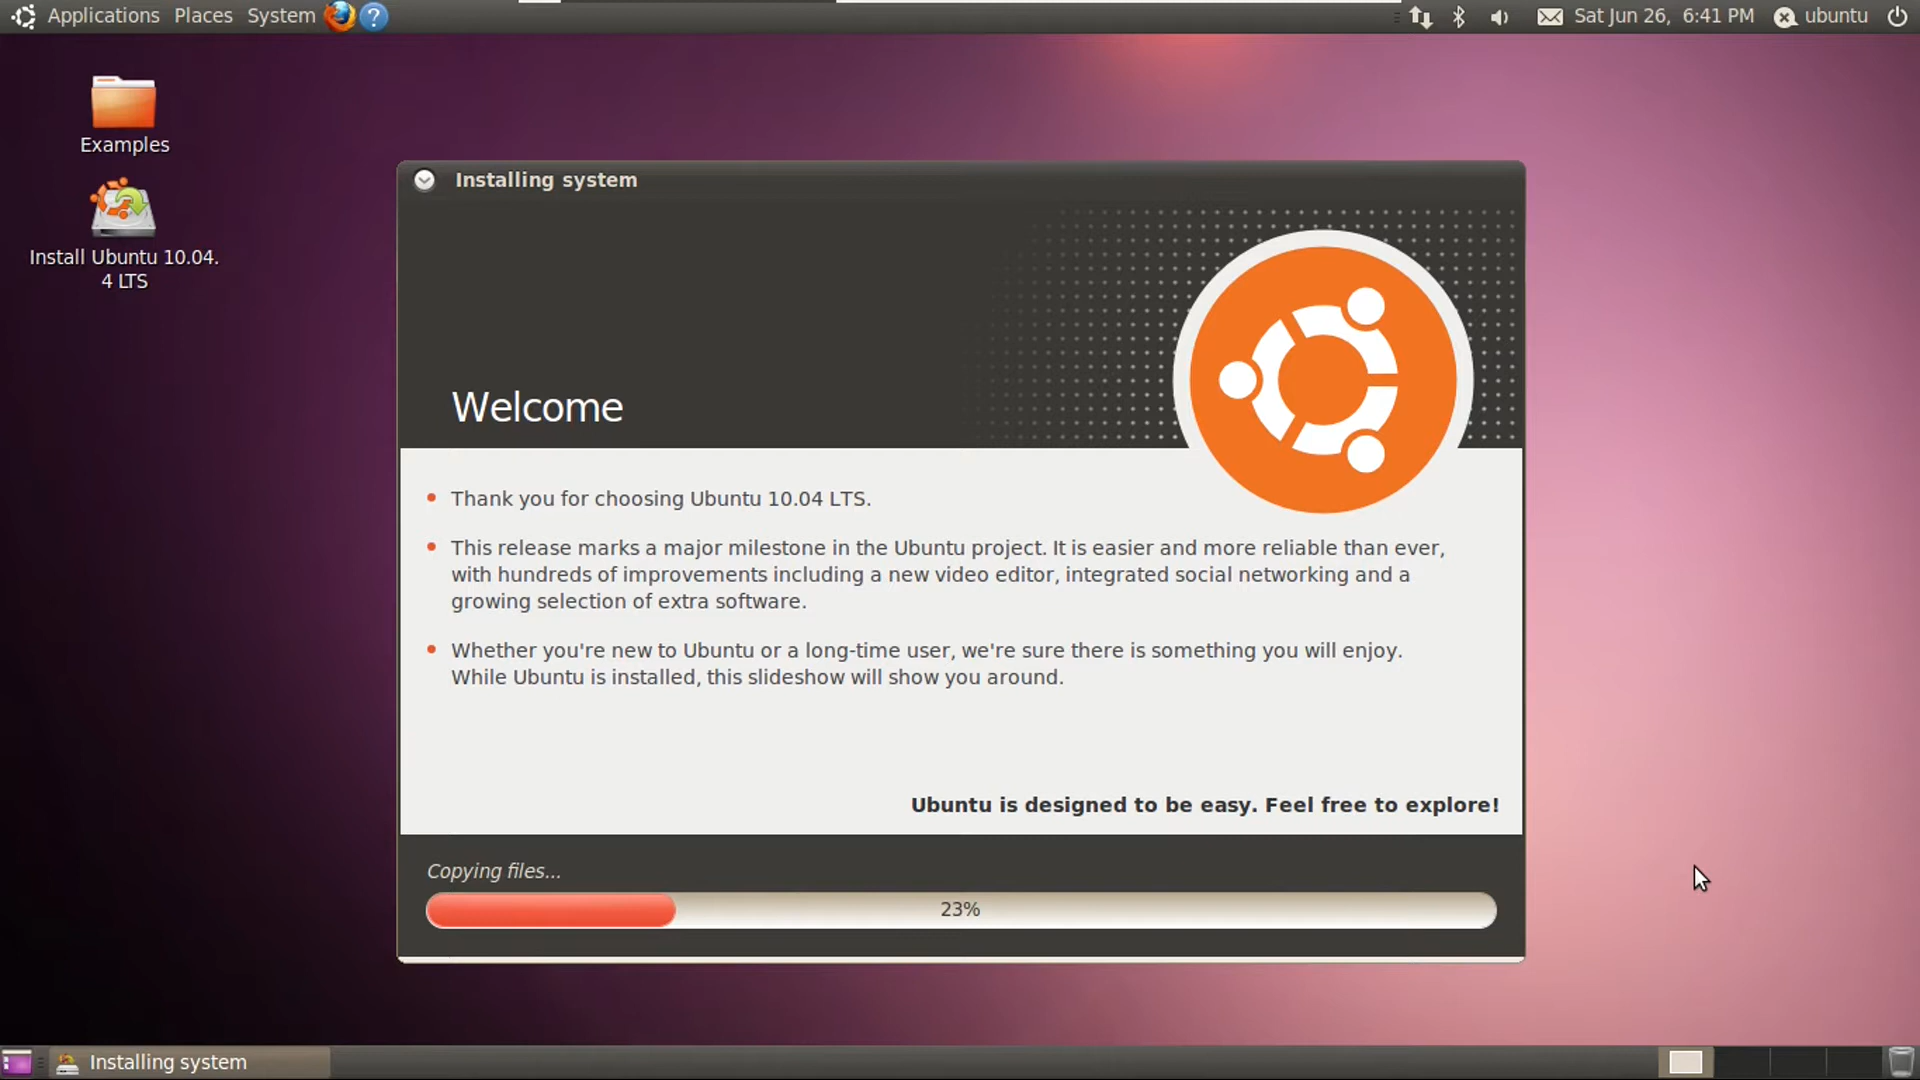 Applications Places System ? Sat Jun 26, 6:41 PM ubuntu
Examples
Install Ubuntu 10.04.
4 LTS
Installing system
Welcome
Thank you for choosing Ubuntu 10.04 LTS.
This release marks a major milestone in the Ubuntu project. It is easier and more reliable than ever,
with hundreds of improvements including a new video editor, integrated social networking and a
growing selection of extra software.
Whether you're new to Ubuntu or a long-time user, we're sure there is something you will enjoy.
While Ubuntu is installed, this slideshow will show you around.
Ubuntu is designed to be easy. Feel free to explore!
Copying files...
23%
Installing system